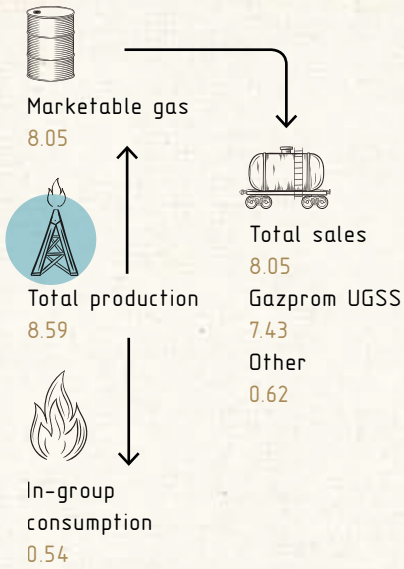 Marketable gas
8.05
Total production
8.59
In-group
consumption
0.54
Total sales
8.05
Gazprom UGSS
7.43
Other
0.62